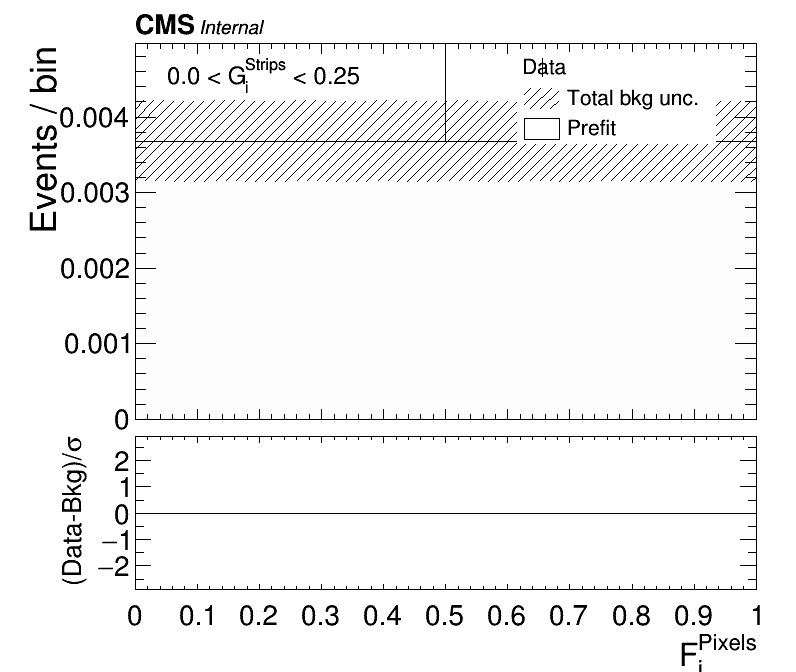 CMS Internal
0.0 < G_i^Strips < 0.25
Data
Total bkg unc.
Prefit
Events / bin
0.004
0.003
0.002
0.001
0
(Data-Bkg)/σ
2
1
0
−1
−2
0 0.1 0.2 0.3 0.4 0.5 0.6 0.7 0.8 0.9 1
F_i^Pixels